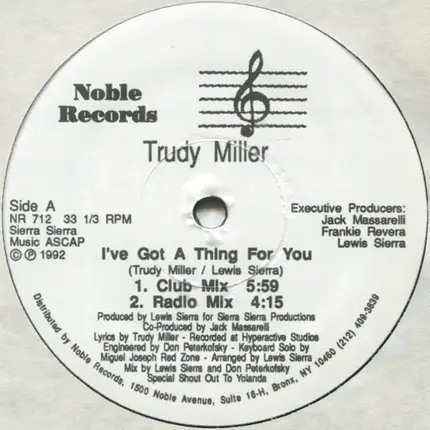 Noble
Records
Trudy Miller
Side A
NR 712 33 1/3 RPM
Sierra Sierra
Music ASCAP
© ℗ 1992
Executive Producers:
Jack Massarelli
Frankie Revera
Lewis Sierra
I've Got A Thing For You
(Trudy Miller / Lewis Sierra)
1. Club Mix 5:59
2. Radio Mix 4:15
Produced by Lewis Sierra for Sierra Sierra Productions
Co-Produced by Jack Massarelli
Lyrics by Trudy Miller - Recorded at Hyperactive Studios
Engineered by Don Peterkofsky - Keyboard Solo by
Miguel Joseph Red Zone - Arranged by Lewis Sierra
Mix by Lewis Sierra and Don Peterkofsky
Special Shout Out To Yolanda
Distributed by Noble Records, 1500 Noble Avenue, Suite 16-H, Bronx, NY 10460 (212) 409-3839